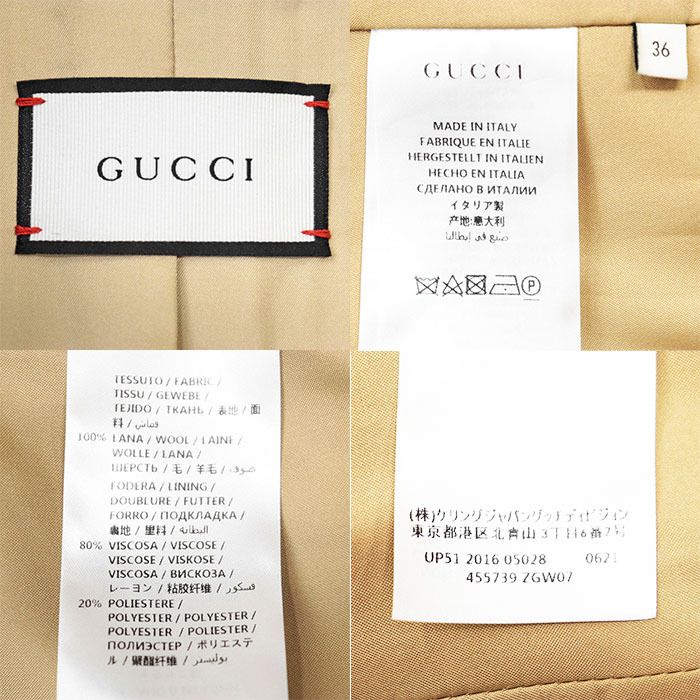 GUCCI
GUCCI
36
MADE IN ITALY
FABRIQUE EN ITALIE
HERGESTELLT IN ITALIEN
HECHO EN ITALIA
СДЕЛАНО В ИТАЛИИ
イタリア製
产地:意大利
صنع في إيطاليا
P
TESSUTO / FABRIC /
TISSU / GEWEBE /
TEJIDO / ТКАНЬ / 表地 / 面
料 / قماش /
100% LANA / WOOL / LAINE /
WOLLE / LANA /
ШЕРСТЬ / 毛 / 羊毛 / صوف /
FODERA / LINING /
DOUBLURE / FUTTER /
FORRO / ПОДКЛАДКА /
裏地 / 里料 / البطانة /
80% VISCOSA / VISCOSE /
VISCOSE / VISKOSE /
VISCOSA / ВИСКОЗА /
レーヨン / 粘胶纤维 / فسكوز /
20% POLIESTERE /
POLYESTER / POLYESTER /
POLYESTER / POLIESTER /
ПОЛИЭСТЕР / ポリエステ
ル / 聚酯纤维 / بوليستر /
(株)ケリングジャパングッチディビジョン
東京都港区北青山3丁目6番7号
UP51 2016 05028 0621
455739 ZGW07